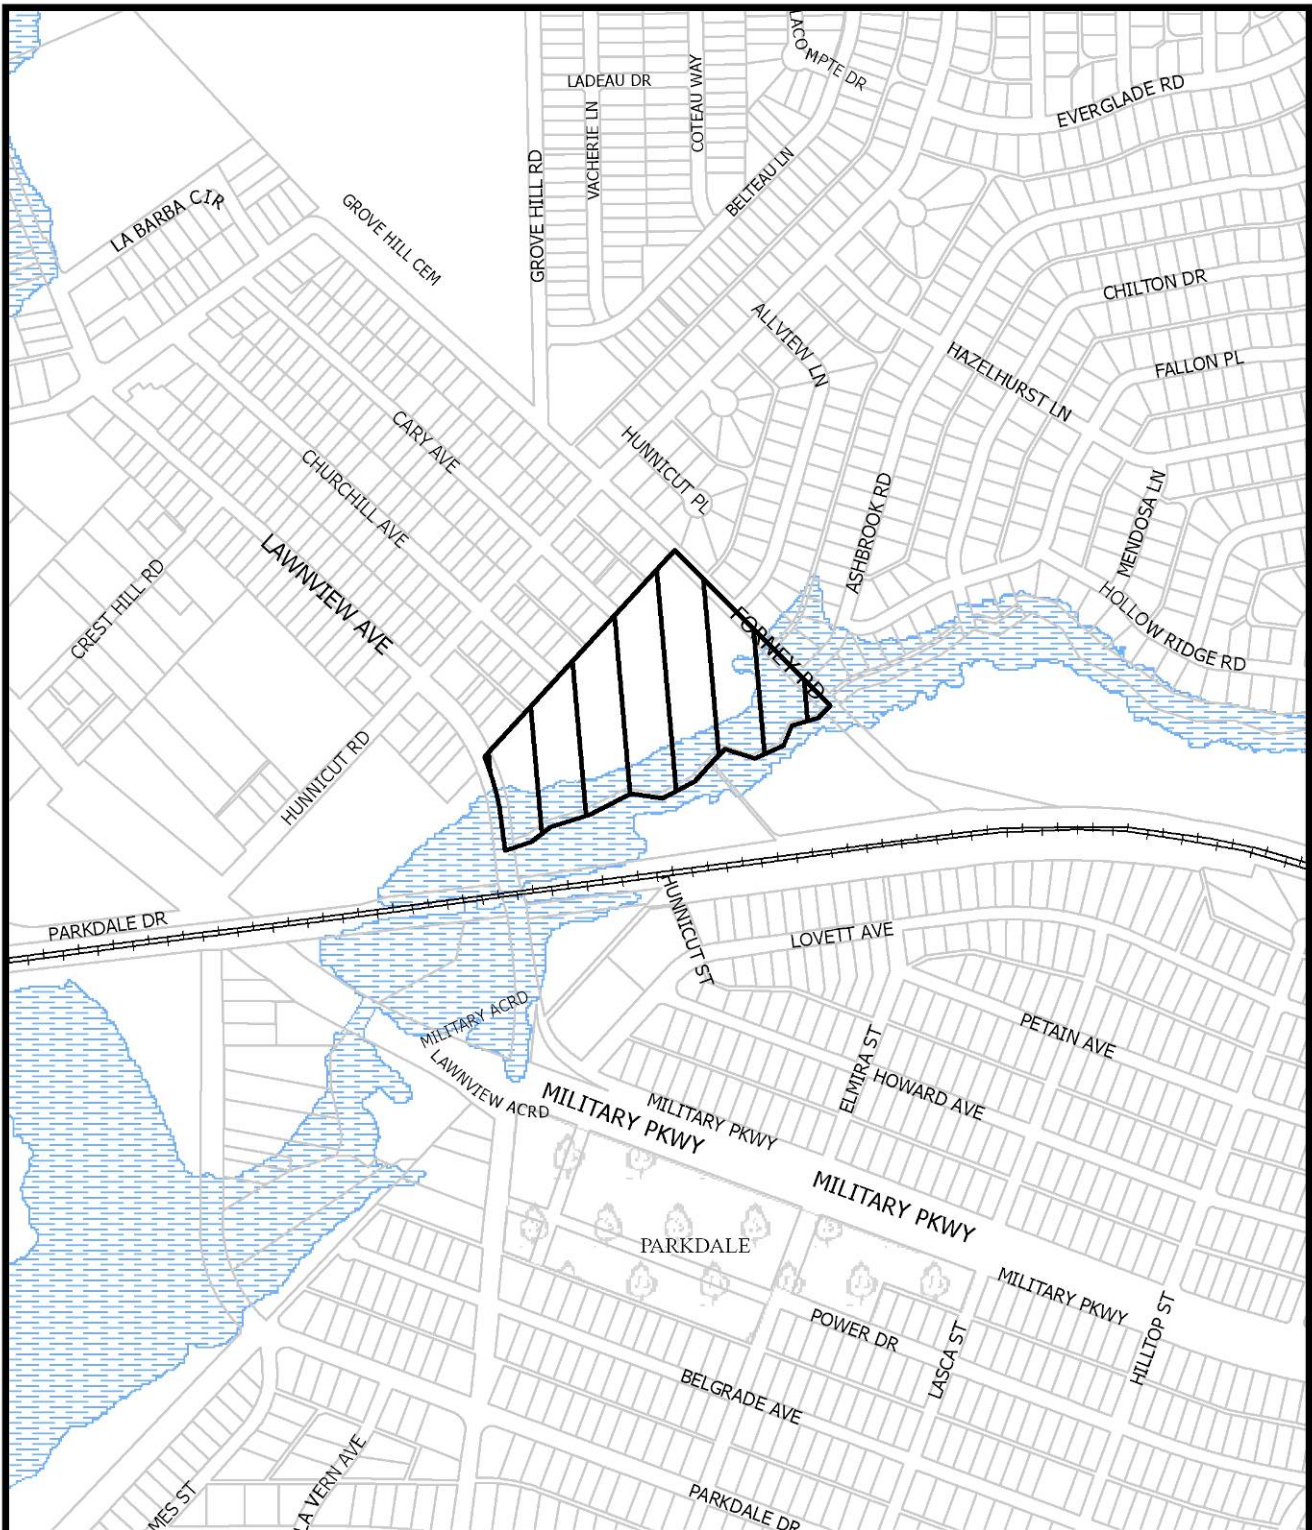 LACOMPTE DR
LADEAU DR
COTEAU WAY
EVERGLADE RD
VACHERIE LN
BELTEAU LN
GROVE HILL RD
LA BARBA CIR
GROVE HILL CEM
CHILTON DR
ALLVIEW LN
HAZELHURST LN
FALLON PL
CARY AVE
HUNNICUT PL
CHURCHILL AVE
MENDOSA LN
ASHBROOK RD
LAWNVIEW AVE
CREST HILL RD
FORNEY RD
HOLLOW RIDGE RD
HUNNICUT RD
PARKDALE DR
HUNNICUT ST
LOVETT AVE
MILITARY ACRD
PETAIN AVE
ELMIRA ST
LAWNVIEW ACRD
HOWARD AVE
MILITARY PKWY
MILITARY PKWY
MILITARY PKWY
PARKDALE
MILITARY PKWY
POWER DR
HILLTOP ST
LASCA ST
BELGRADE AVE
LA VERN AVE
MES ST
PARKDALE DR